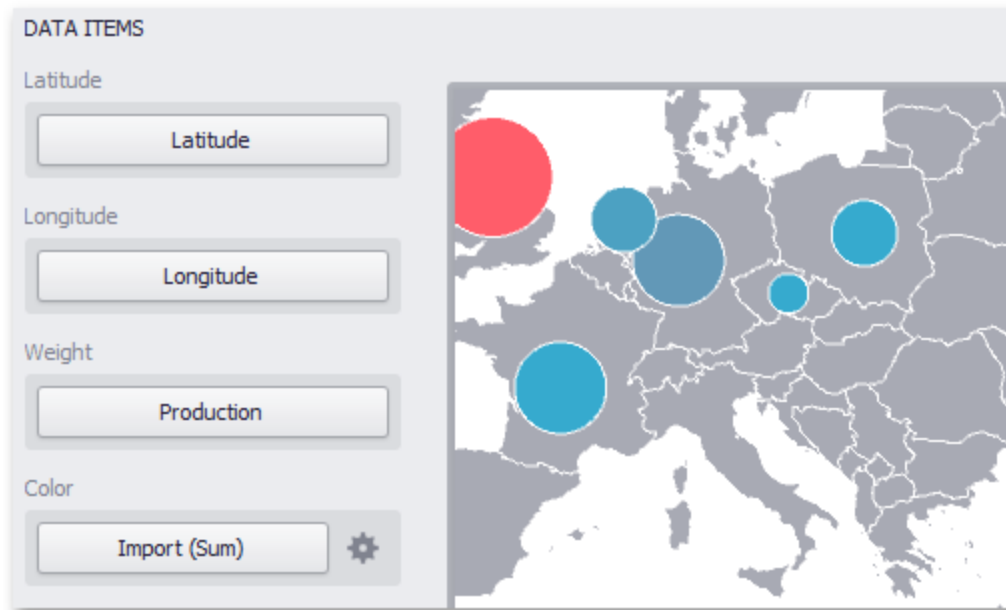 DATA ITEMS
Latitude
Latitude
Longitude
Longitude
Weight
Production
Color
Import (Sum)